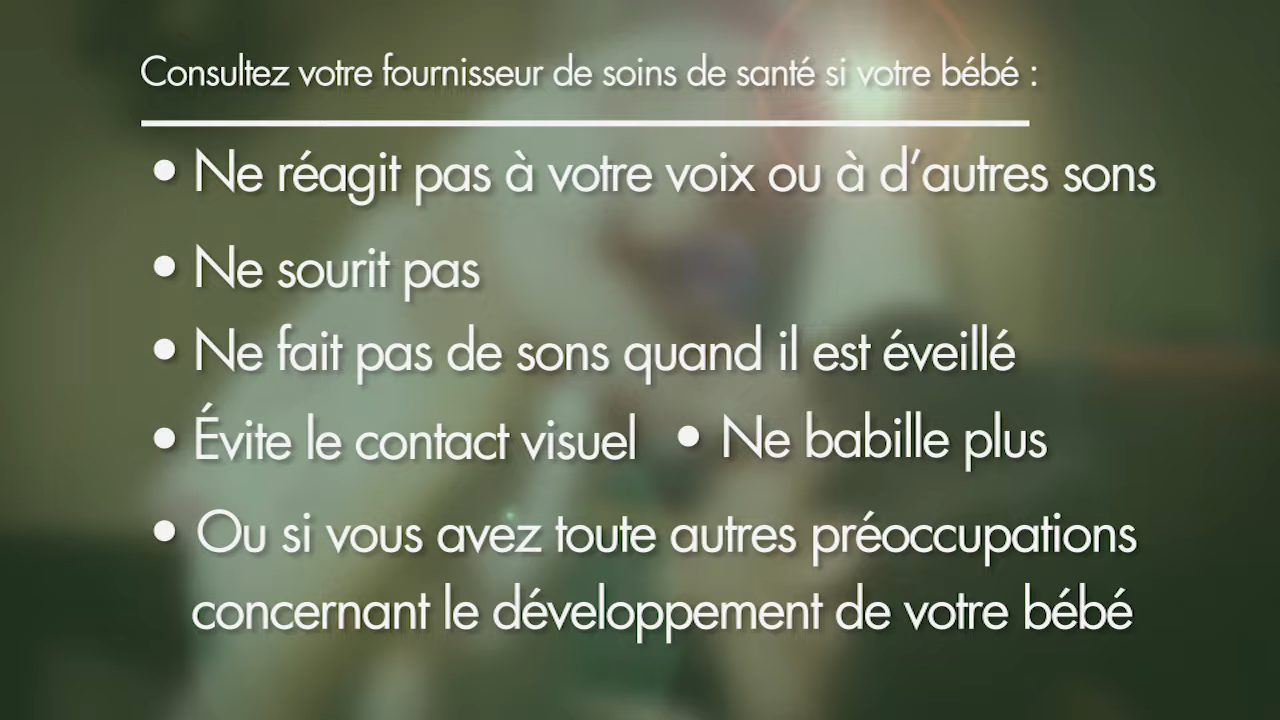 Consultez votre fournisseur de soins de santé si votre bébé :
• Ne réagit pas à votre voix ou à d’autres sons
• Ne sourit pas
• Ne fait pas de sons quand il est éveillé
• Évite le contact visuel • Ne babille plus
• Ou si vous avez toute autres préoccupations
concernant le développement de votre bébé